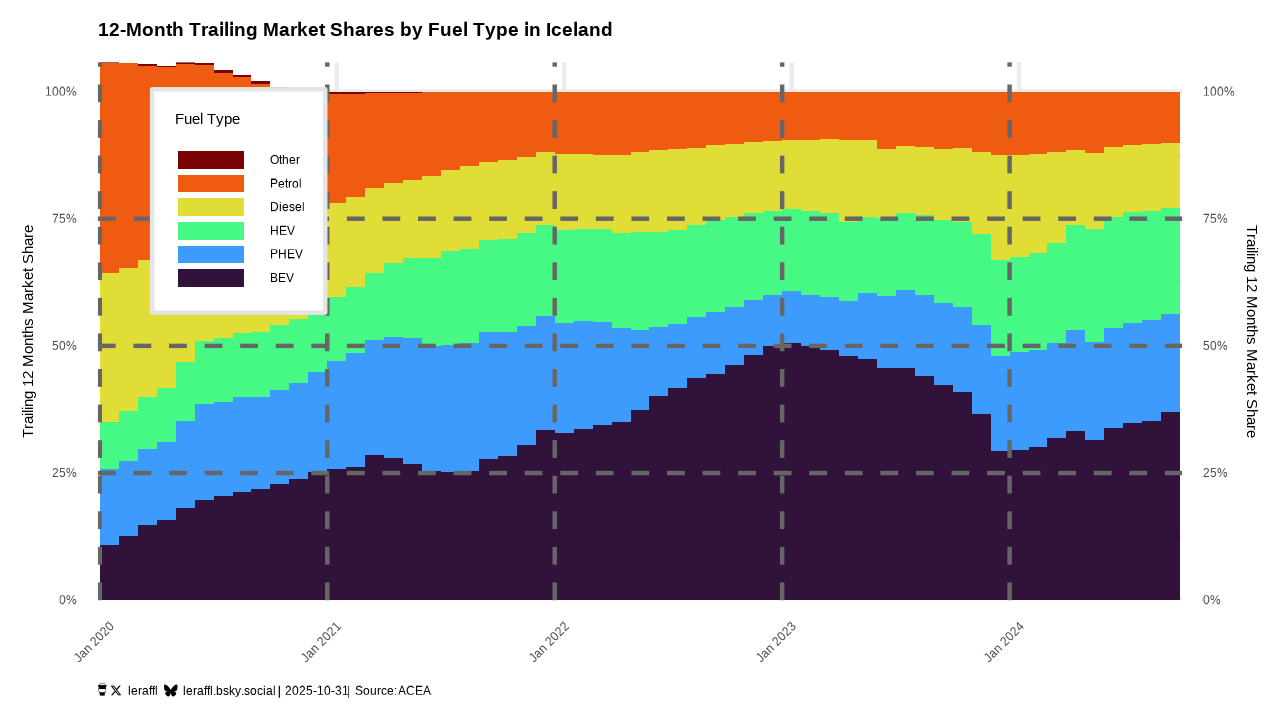 12-Month Trailing Market Shares by Fuel Type in Iceland
100%
100%
Fuel Type
Other
Petrol
Diesel
HEV
PHEV
BEV
75%
75%
Trailing 12 Months Market Share
Trailing 12 Months Market Share
50%
50%
25%
25%
0%
0%
Jan 2020
Jan 2021
Jan 2022
Jan 2023
Jan 2024
leraffl leraffl.bsky.social | 2025-10-31| Source:ACEA